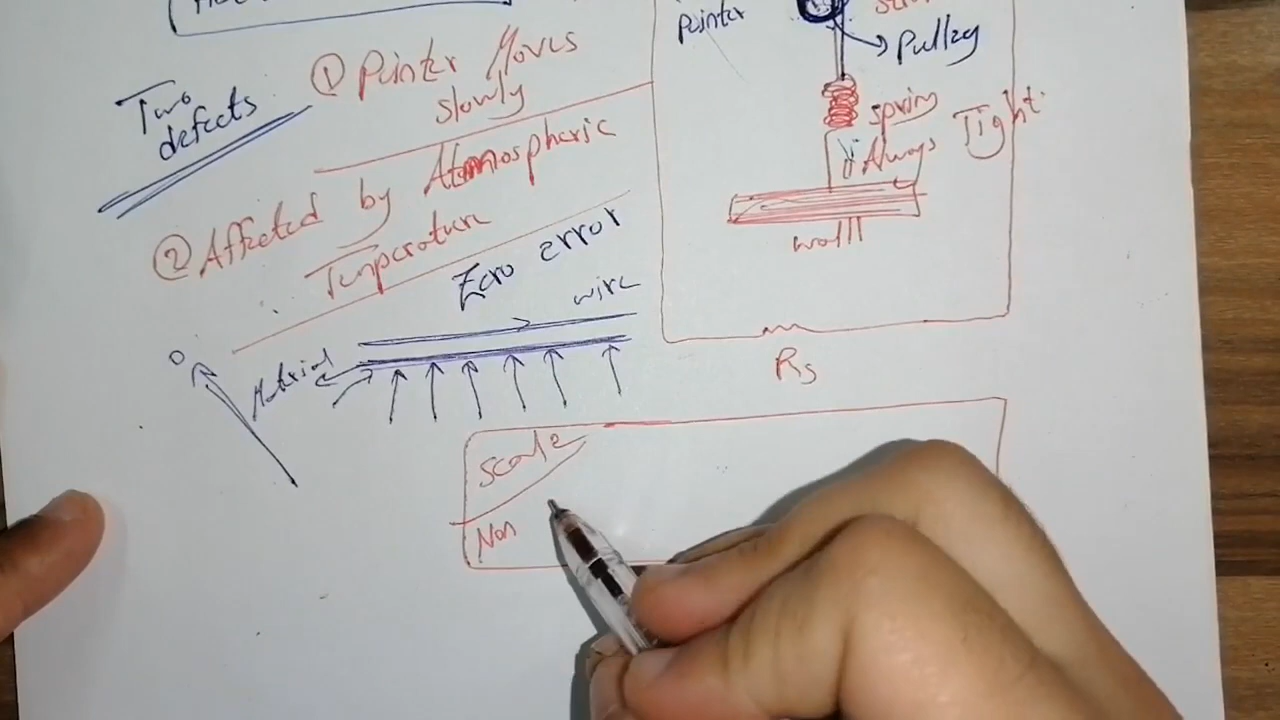 Two
defects
① Pointer Moves
slowly
② Affected by Atmospheric
Temperature
Zero error
wire
Material
0
Pointer
Pulley
spring
Always Tight
wall
Rs
Scale
Non